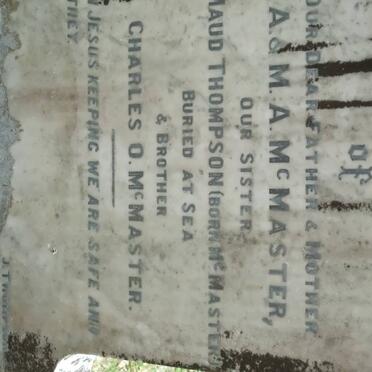 of
OUR DEAR FATHER & MOTHER
A. & M. A. McMASTER,
OUR SISTER
MAUD THOMPSON (BORN McMASTER)
BURIED AT SEA
& BROTHER
CHARLES O. McMASTER.
JESUS KEEPING WE ARE SAFE AND
THEY